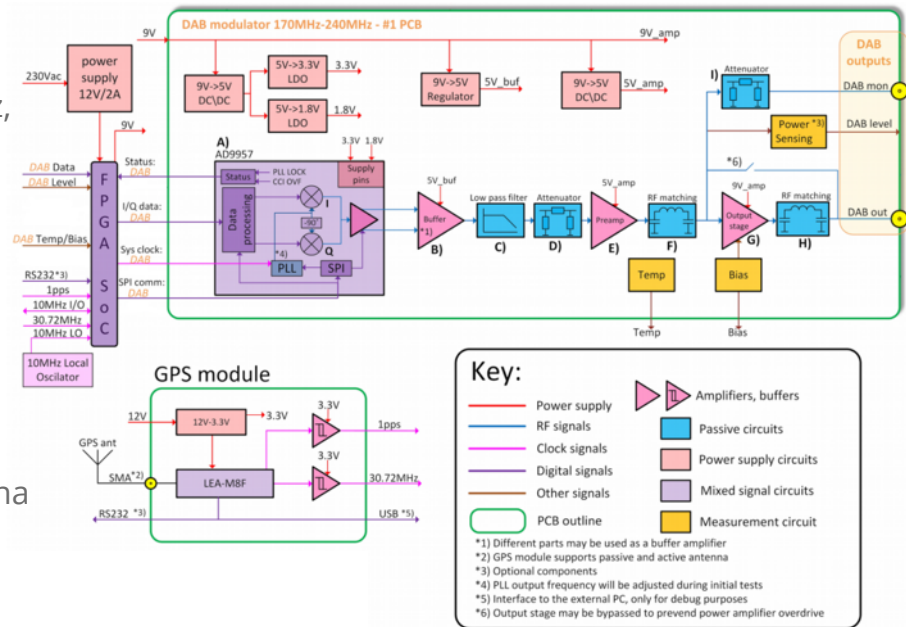 DAB modulator 170MHz-240MHz - #1 PCB
9V
9V_amp
DAB
outputs
power
supply
12V/2A
230Vac
9V
9V->5V
DC\DC
5V->3.3V
LDO
3.3V
5V->1.8V
LDO
1.8V
9V->5V
Regulator
5V_buf
9V->5V
DC\DC
5V_amp
I)
Attenuator
DAB mon
Power *3)
Sensing
DAB level
*6)
DAB out
A)
AD9957
3.3V 1.8V
Supply
pins
Status
PLL LOCK
CCI OVF
Data
processing
I
-90°
Q
*4)
PLL
SPI
5V_buf
Buffer
*1)
B)
Low pass filter
C)
Attenuator
D)
5V_amp
Preamp
E)
RF matching
F)
9V_amp
Output
stage
G)
RF matching
H)
Temp
Temp
Bias
Bias
DAB Data
DAB Level
DAB Temp/Bias
RS232*3)
1pps
10MHz I/O
30.72MHz
10MHz LO
10MHz Local
Oscilator
FPGA SoC
Status:
DAB
I/Q data:
DAB
Sys clock:
DAB
SPI comm:
DAB
z,
na
GPS module
12V
12V-3.3V
3.3V
3.3V
1pps
GPS ant
SMA*2)
LEA-M8F
3.3V
30.72MHz
RS232 *3)
USB *5)
Key:
Power supply
RF signals
Clock signals
Digital signals
Other signals
PCB outline
Amplifiers, buffers
Passive circuits
Power supply circuits
Mixed signal circuits
Measurement circuit
*1) Different parts may be used as a buffer amplifier
*2) GPS module supports passive and active antenna
*3) Optional components
*4) PLL output frequency will be adjusted during initial tests
*5) Interface to the external PC, only for debug purposes
*6) Output stage may be bypassed to prevend power amplifier overdrive